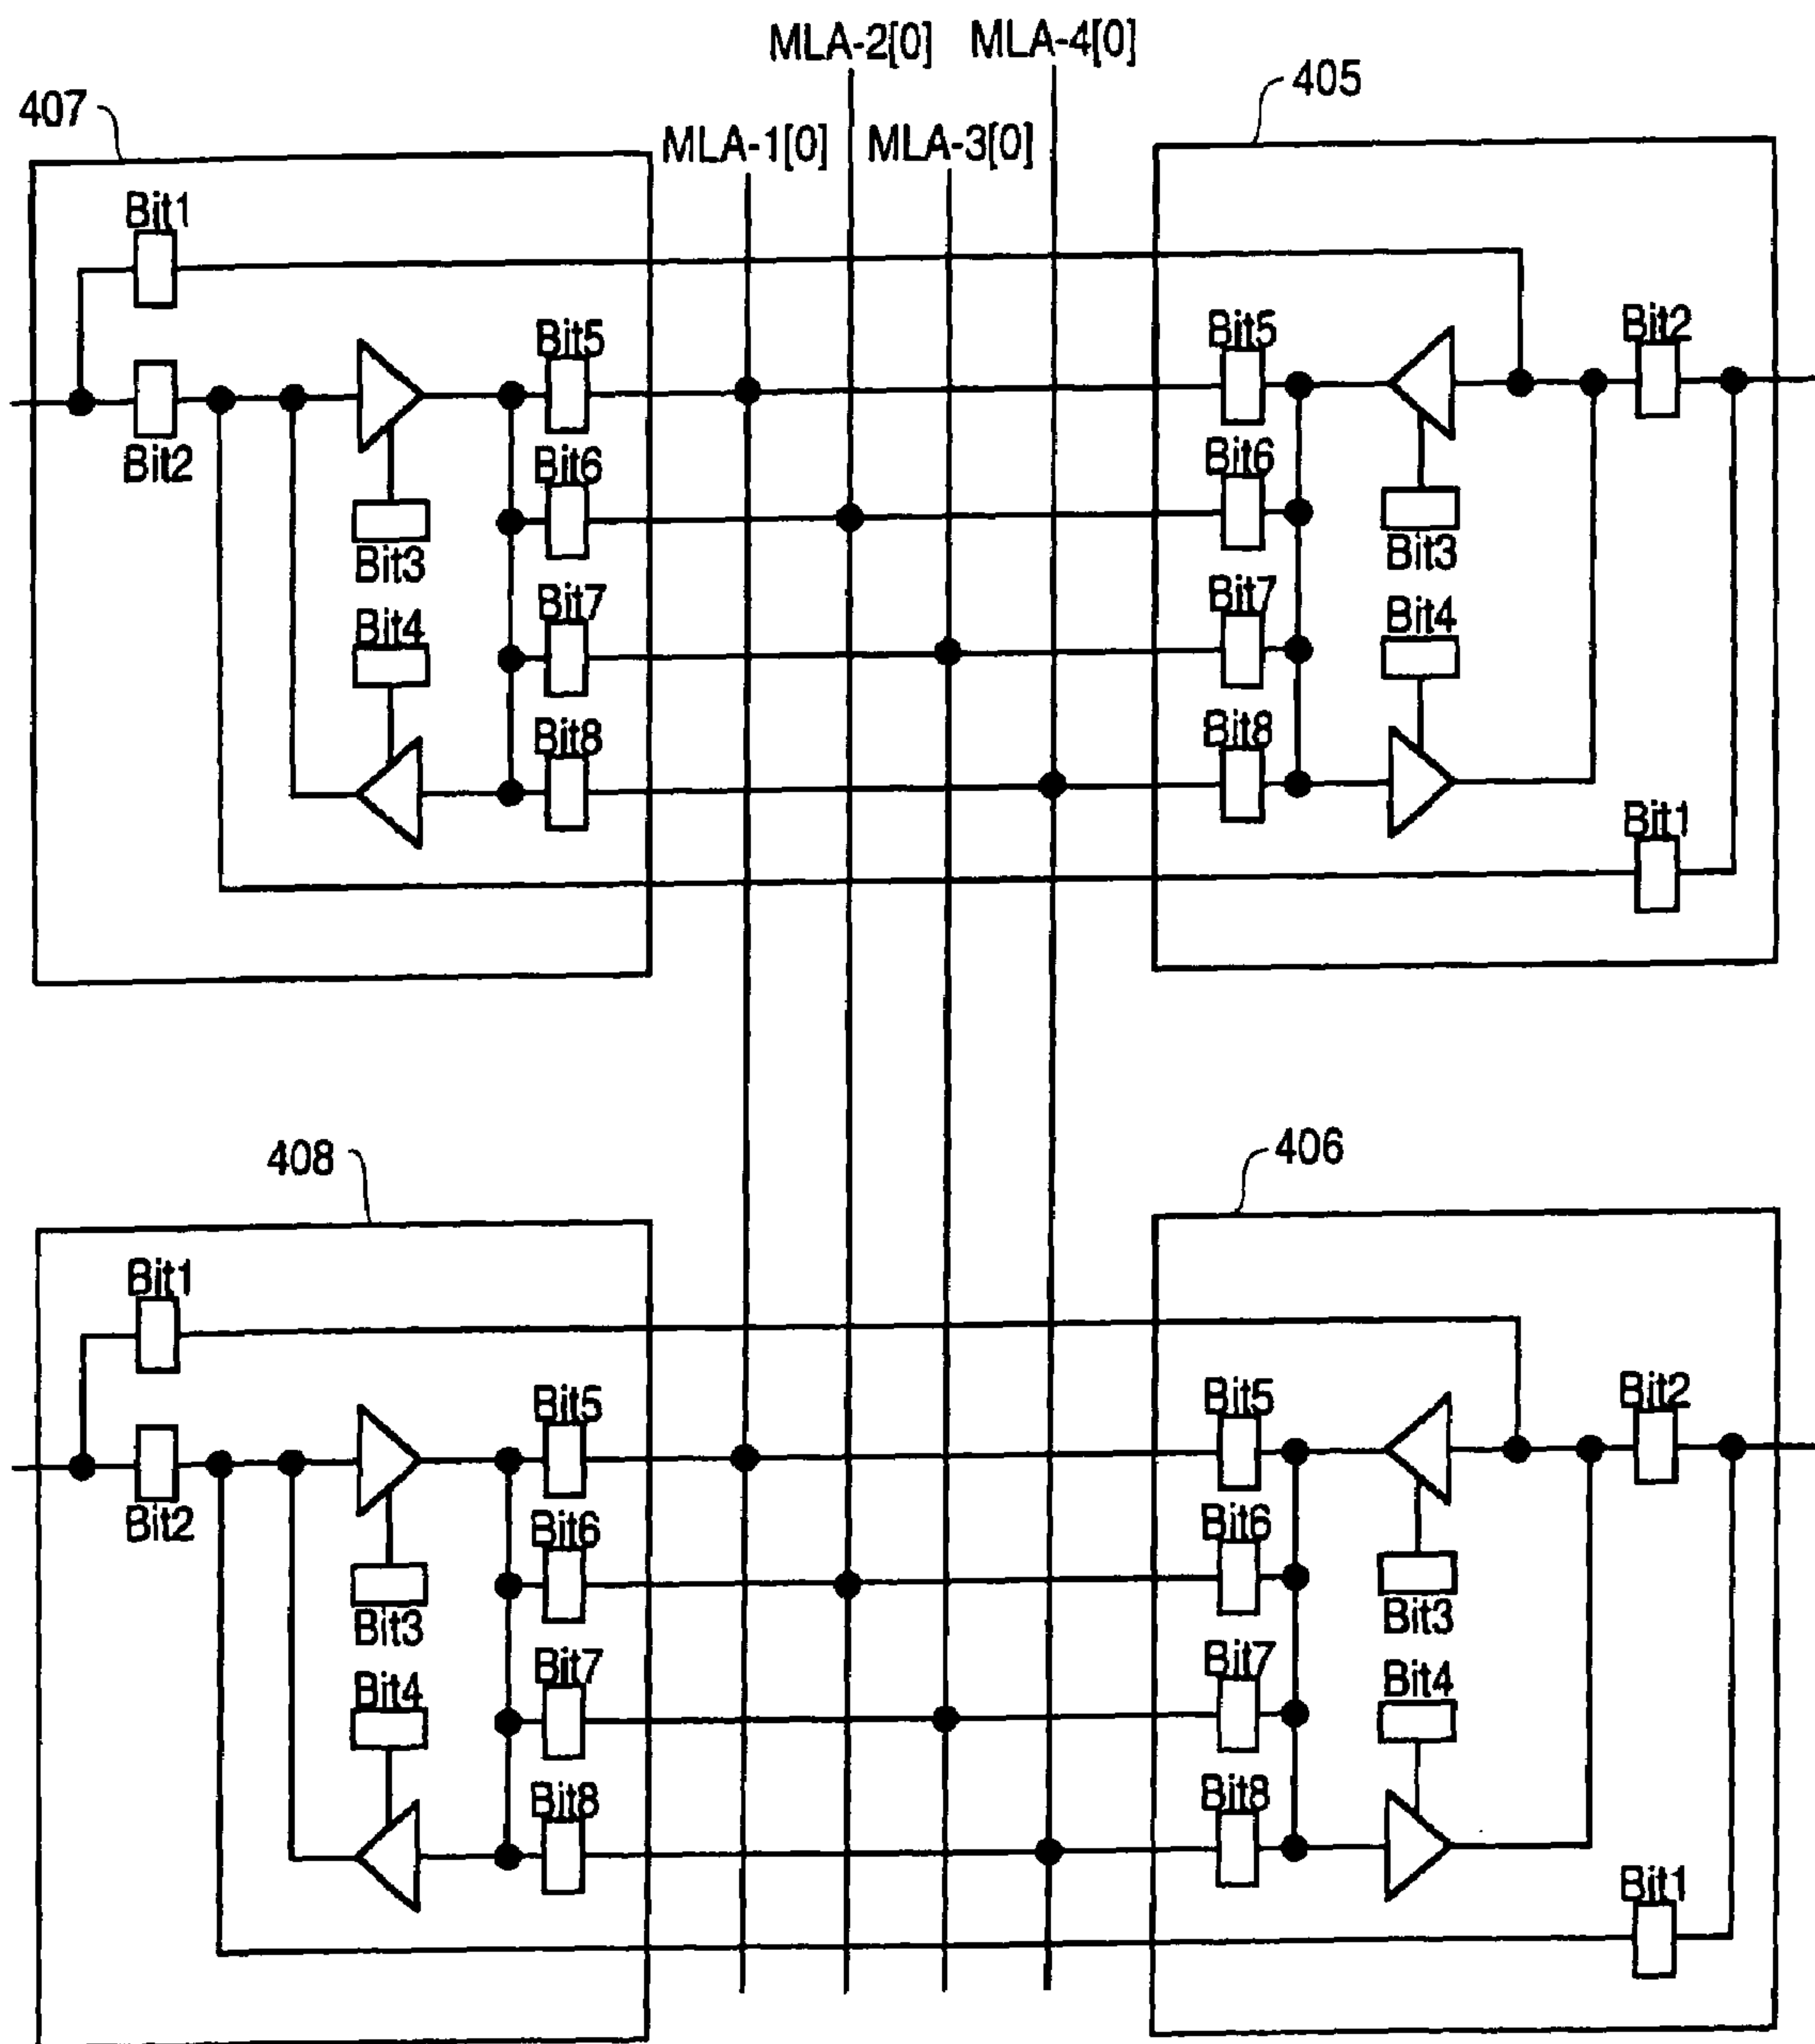 MLA-2[0] MLA-4[0]
405
407
MLA-1[0] MLA-3[0]
Bit1
Bit2
Bit5
Bit6
Bit3
Bit7
Bit4
Bit8
Bit5
Bit2
Bit6
Bit3
Bit7
Bit4
Bit8
Bit1
408
406
Bit1
Bit2
Bit5
Bit6
Bit3
Bit7
Bit4
Bit8
Bit5
Bit2
Bit6
Bit3
Bit7
Bit4
Bit8
Bit1